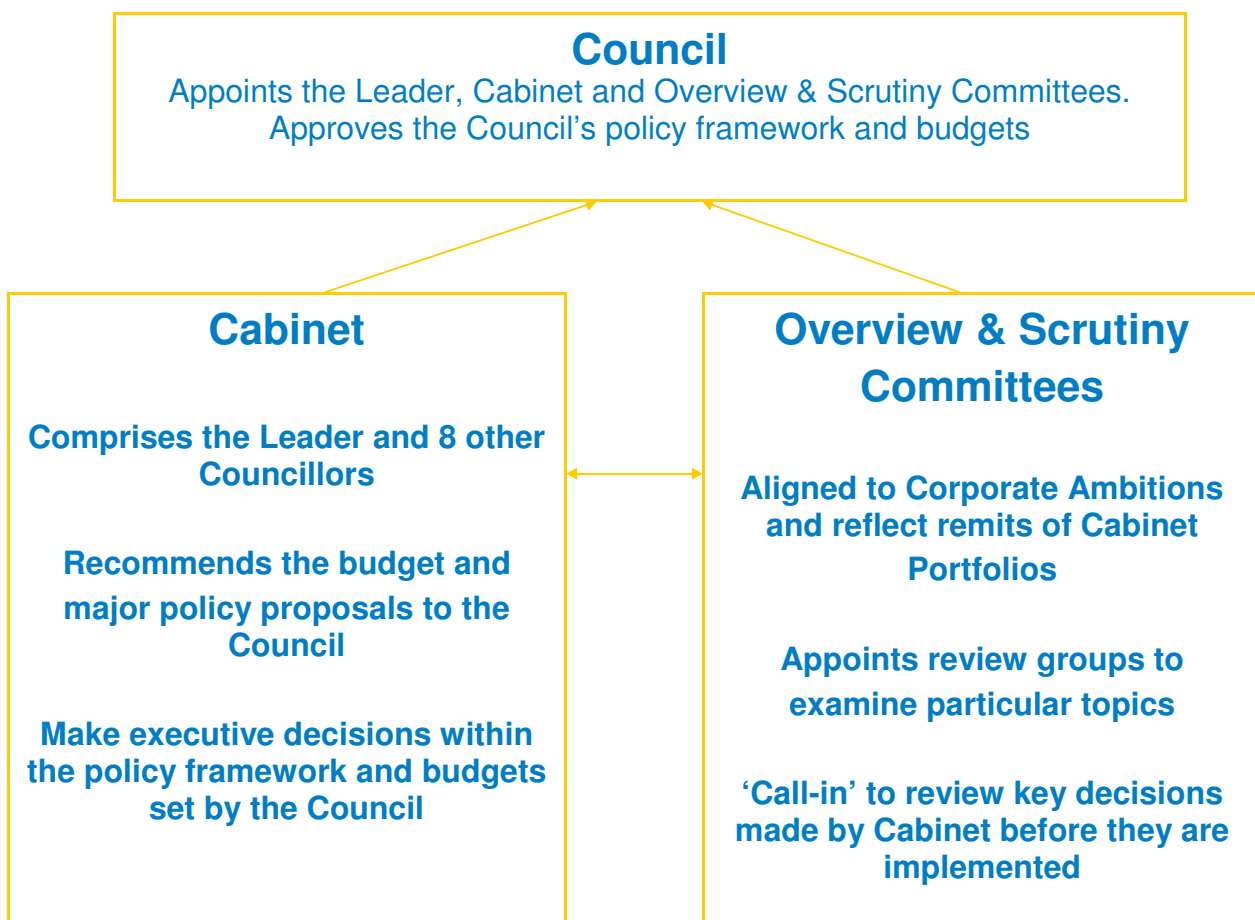 Council
Appoints the Leader, Cabinet and Overview & Scrutiny Committees.
Approves the Council’s policy framework and budgets
Cabinet
Comprises the Leader and 8 other
Councillors
Recommends the budget and
major policy proposals to the
Council
Make executive decisions within
the policy framework and budgets
set by the Council
Overview & Scrutiny
Committees
Aligned to Corporate Ambitions
and reflect remits of Cabinet
Portfolios
Appoints review groups to
examine particular topics
‘Call-in’ to review key decisions
made by Cabinet before they are
implemented